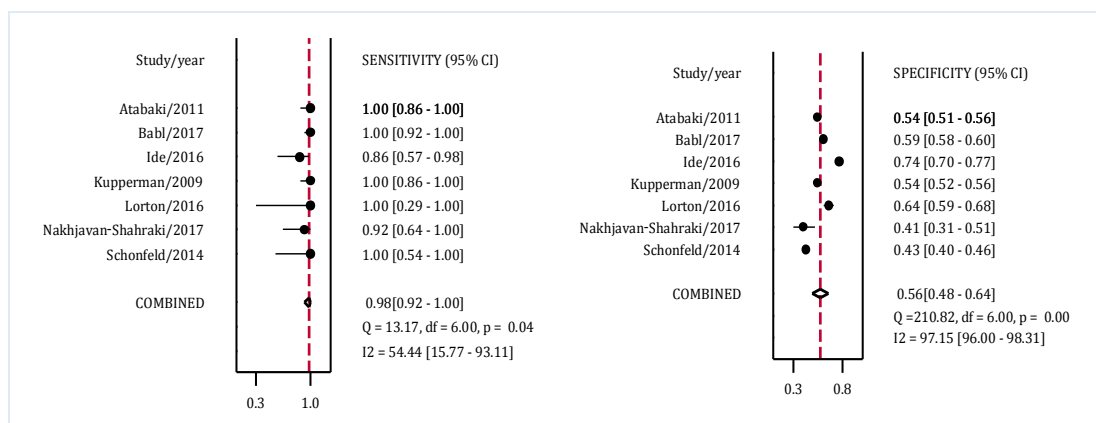 Study/year SENSITIVITY (95% CI)
Atabaki/2011 1.00 [0.86 - 1.00]
Babl/2017 1.00 [0.92 - 1.00]
Ide/2016 0.86 [0.57 - 0.98]
Kupperman/2009 1.00 [0.86 - 1.00]
Lorton/2016 1.00 [0.29 - 1.00]
Nakhjavan-Shahraki/2017 0.92 [0.64 - 1.00]
Schonfeld/2014 1.00 [0.54 - 1.00]
COMBINED 0.98[0.92 - 1.00]
Q = 13.17, df = 6.00, p = 0.04
I2 = 54.44 [15.77 - 93.11]
0.3 1.0
Study/year SPECIFICITY (95% CI)
Atabaki/2011 0.54 [0.51 - 0.56]
Babl/2017 0.59 [0.58 - 0.60]
Ide/2016 0.74 [0.70 - 0.77]
Kupperman/2009 0.54 [0.52 - 0.56]
Lorton/2016 0.64 [0.59 - 0.68]
Nakhjavan-Shahraki/2017 0.41 [0.31 - 0.51]
Schonfeld/2014 0.43 [0.40 - 0.46]
COMBINED 0.56[0.48 - 0.64]
Q =210.82, df = 6.00, p = 0.00
I2 = 97.15 [96.00 - 98.31]
0.3 0.8